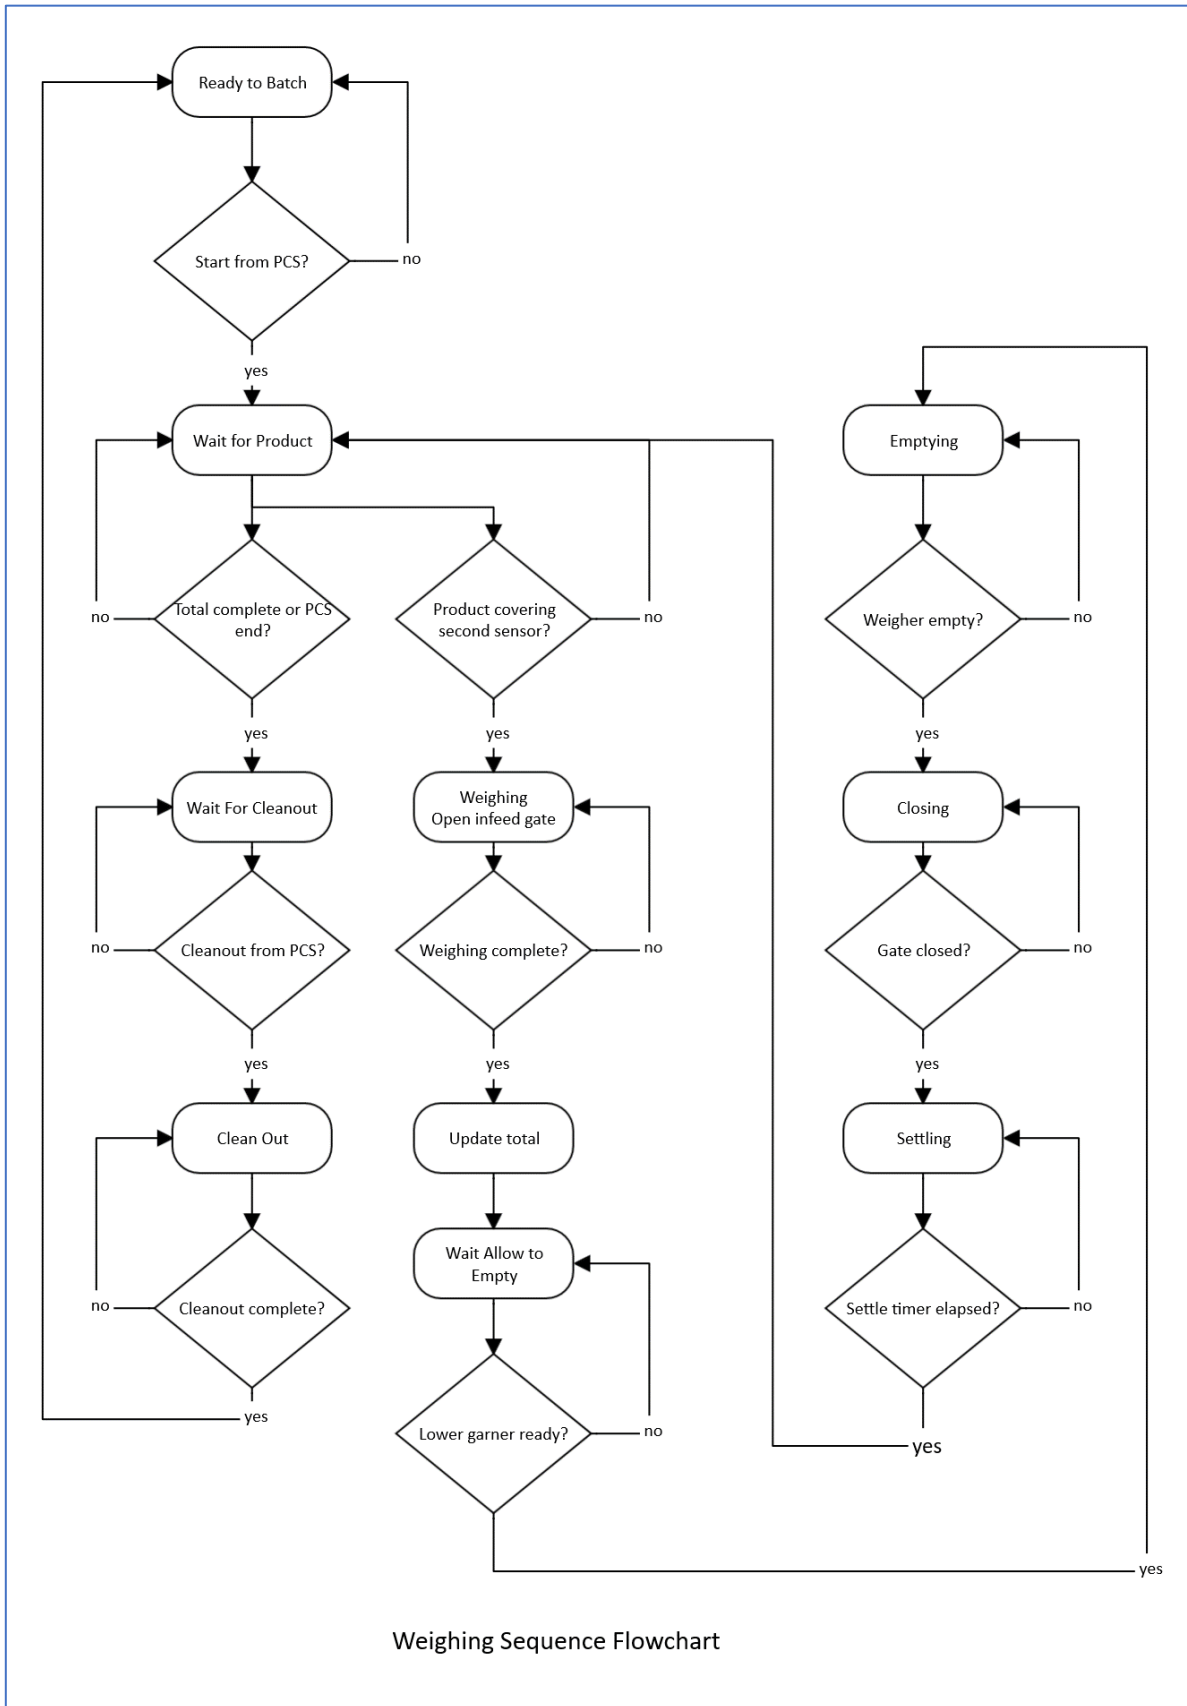 Ready to Batch
Start from PCS?
no
yes
Wait for Product
Total complete or PCS
end?
no
yes
Wait For Cleanout
Cleanout from PCS?
no
yes
Clean Out
Cleanout complete?
no
yes
Product covering
second sensor?
no
yes
Weighing
Open infeed gate
Weighing complete?
no
yes
Update total
Wait Allow to
Empty
Lower garner ready?
no
yes
Emptying
Weigher empty?
no
yes
Closing
Gate closed?
no
yes
Settling
Settle timer elapsed?
no
yes
Weighing Sequence Flowchart